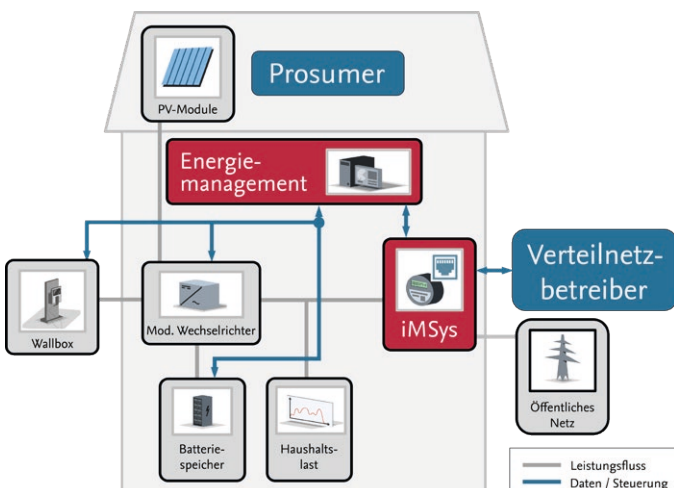 Prosumer
PV-Module
Energie-
management
Verteilnetz-
betreiber
iMSys
Mod. Wechselrichter
Wallbox
Öffentliches
Netz
Batterie-
speicher
Haushalts-
last
Leistungsfluss
Daten / Steuerung